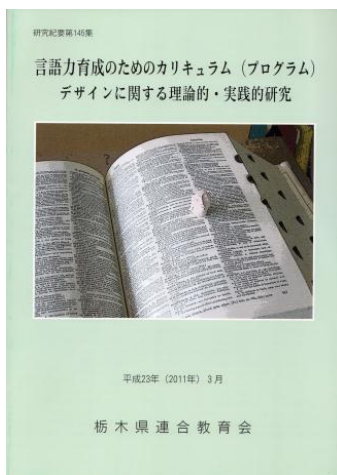 研究紀要第145集
言語力育成のためのカリキュラム（プログラム）
デザインに関する理論的・実践的研究
平成23年（2011年）３月
栃木県連合教育会